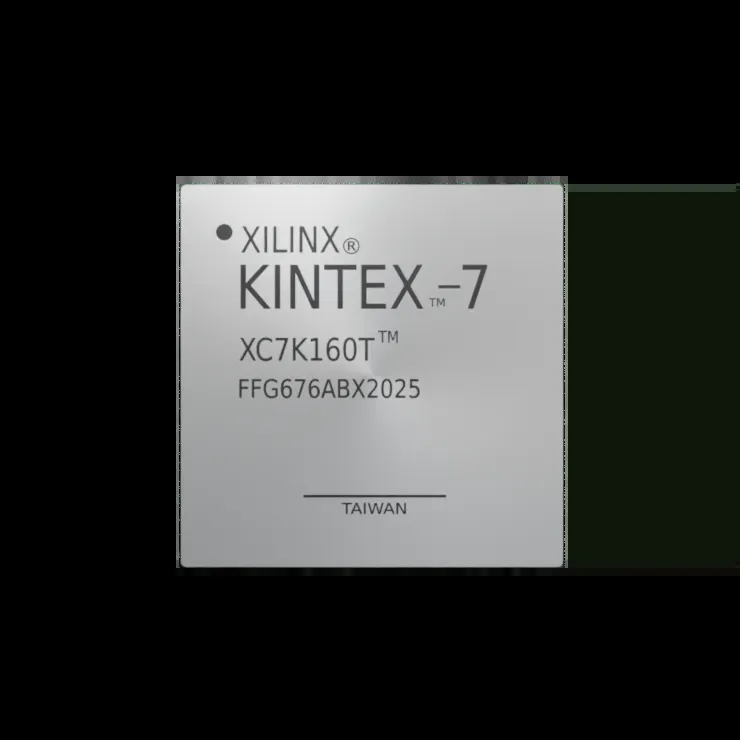 XILINX®
KINTEX™-7
XC7K160T™
FFG676ABX2025
TAIWAN